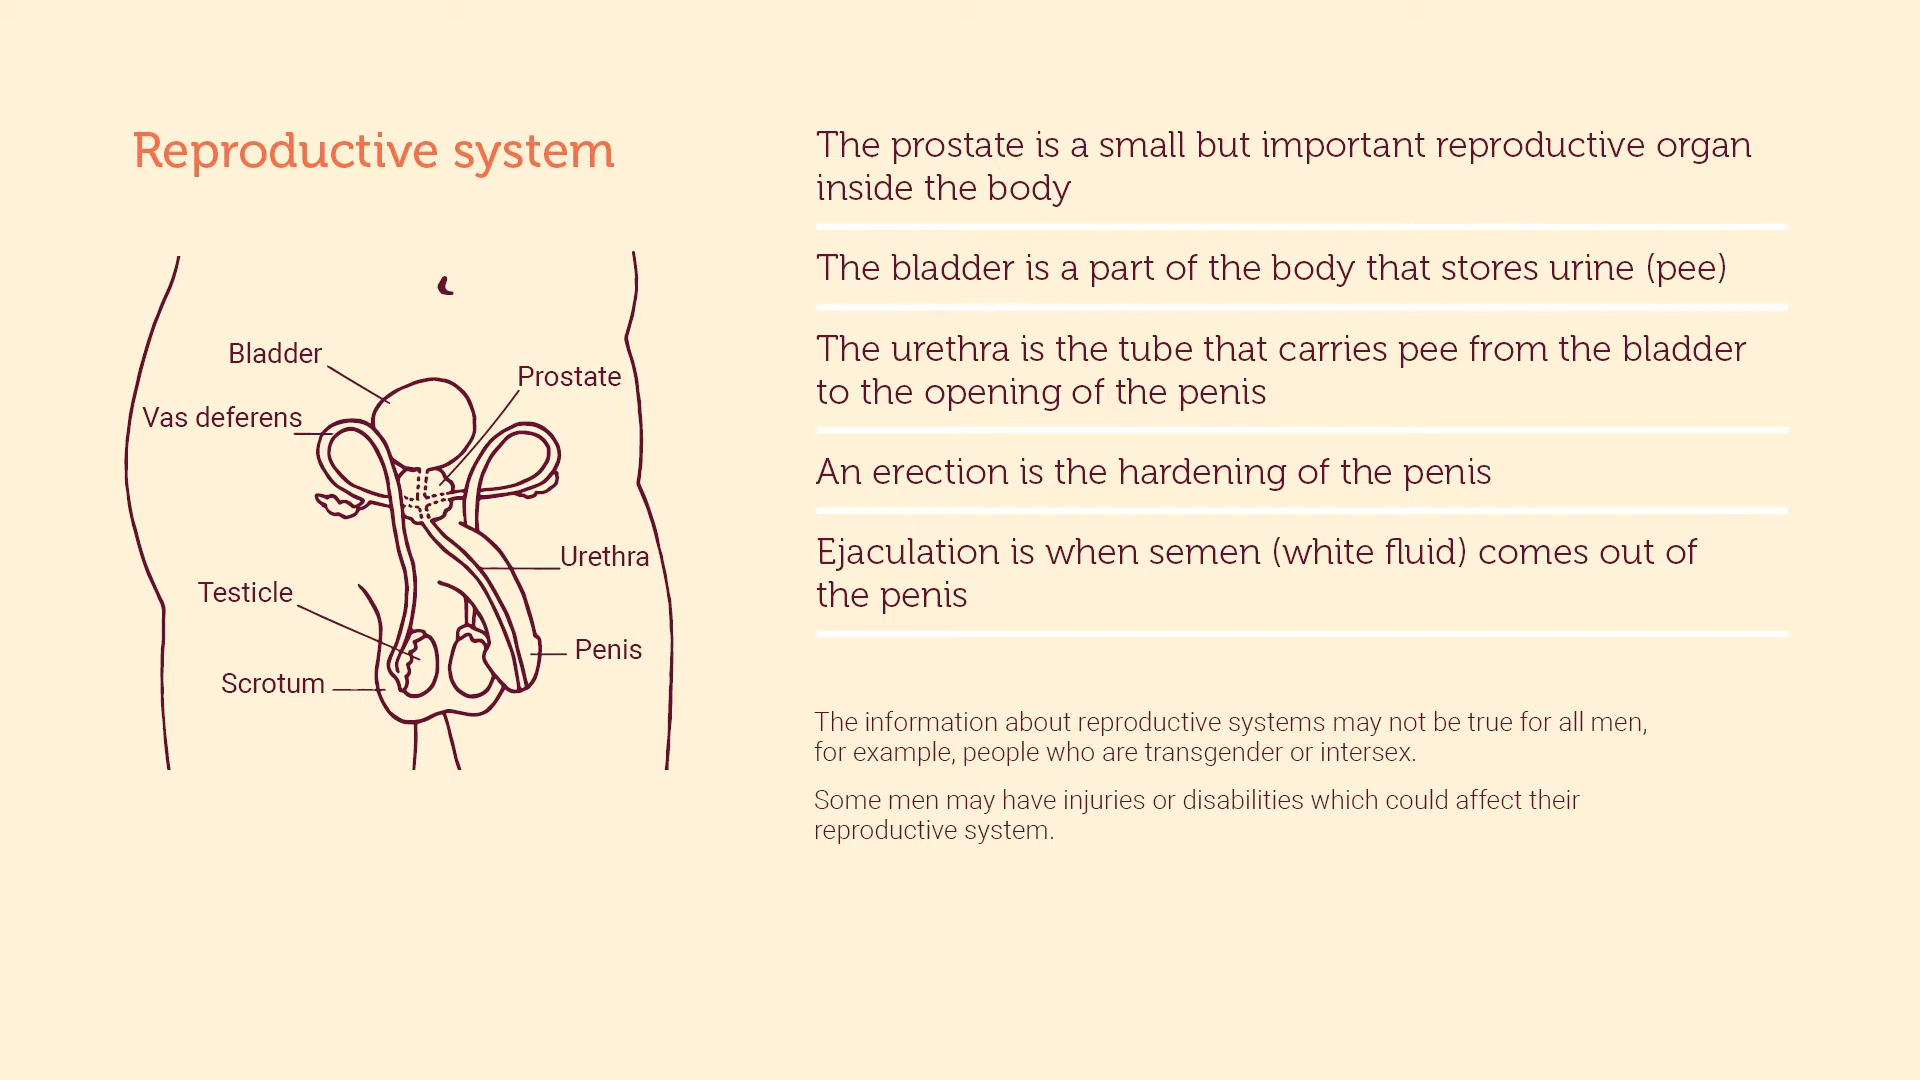 Reproductive system
Bladder
Prostate
Vas deferens
Urethra
Testicle
Penis
Scrotum
The prostate is a small but important reproductive organ
inside the body
The bladder is a part of the body that stores urine (pee)
The urethra is the tube that carries pee from the bladder
to the opening of the penis
An erection is the hardening of the penis
Ejaculation is when semen (white fluid) comes out of
the penis
The information about reproductive systems may not be true for all men,
for example, people who are transgender or intersex.
Some men may have injuries or disabilities which could affect their
reproductive system.